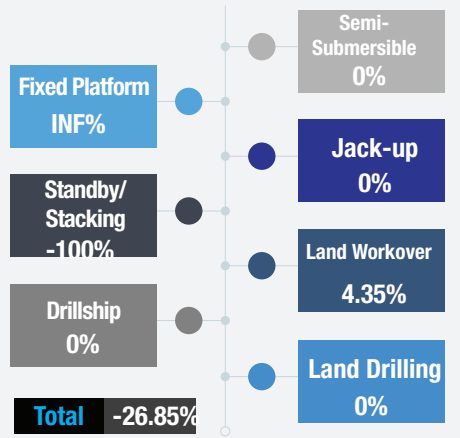 Semi-
Submersible
0%
Fixed Platform
INF%
Jack-up
0%
Standby/
Stacking
-100%
Land Workover
4.35%
Drillship
0%
Land Drilling
0%
Total -26.85%